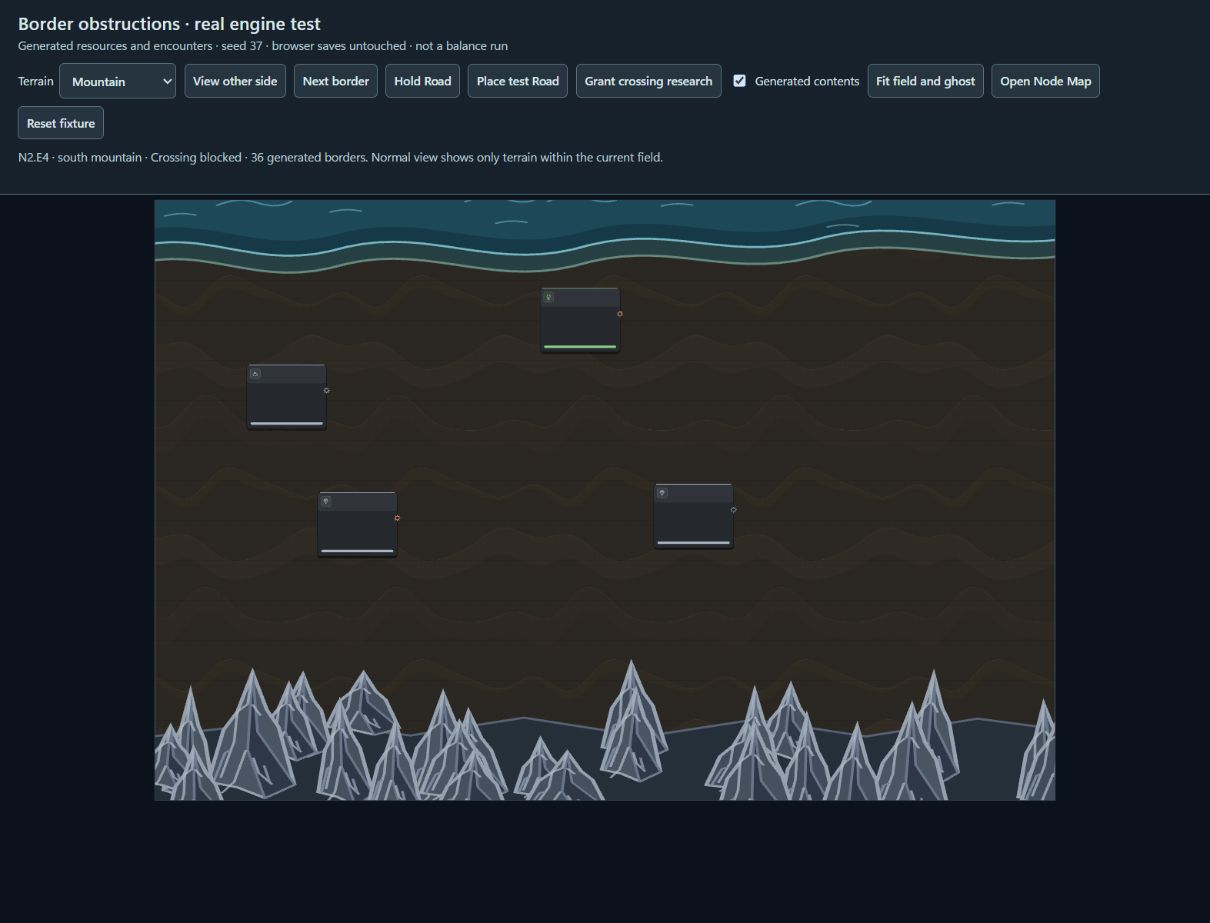 Border obstructions · real engine test
Generated resources and encounters · seed 37 · browser saves untouched · not a balance run
Terrain Mountain View other side Next border Hold Road Place test Road Grant crossing research Generated contents Fit field and ghost Open Node Map
Reset fixture
N2.E4 · south mountain · Crossing blocked · 36 generated borders. Normal view shows only terrain within the current field.